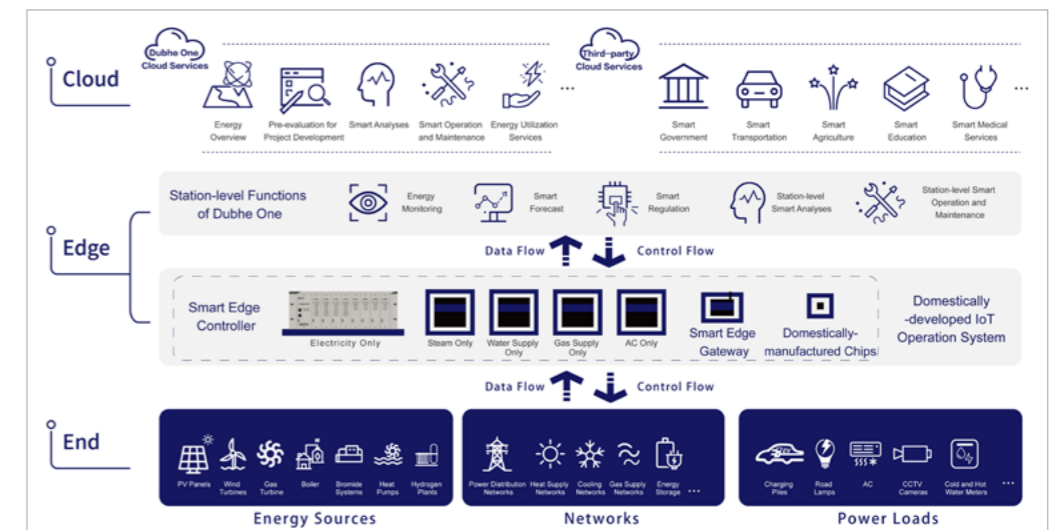 Cloud
Dubhe One
Cloud Services
Energy
Overview
Pre-evaluation for
Project Development
Smart Analyses
Smart Operation
and Maintenance
Energy Utilization
Services
...
Third-party
Cloud Services
Smart
Government
Smart
Transportation
Smart
Agriculture
Smart
Education
Smart Medical
Services
...
Edge
Station-level Functions
of Dubhe One
Energy
Monitoring
Smart
Forecast
Smart
Regulation
Station-level
Smart Analyses
Station-level Smart
Operation and
Maintenance
Data Flow
Control Flow
Smart Edge
Controller
Electricity Only
Steam Only
Water Supply
Only
Gas Supply
Only
AC Only
Smart Edge
Gateway
Domestically-
manufactured Chips
Domestically
-developed IoT
Operation System
Data Flow
Control Flow
End
PV Panels
Wind
Turbines
Gas
Turbine
Boiler
Bromide
Systems
Heat
Pumps
Hydrogen
Plants
Energy Sources
Power Distribution
Networks
Heat Supply
Networks
Cooling
Networks
Gas Supply
Networks
Energy
Storage
...
Networks
Charging
Piles
Road
Lamps
AC
CCTV
Cameras
Cold and Hot
Water Meters
...
Power Loads